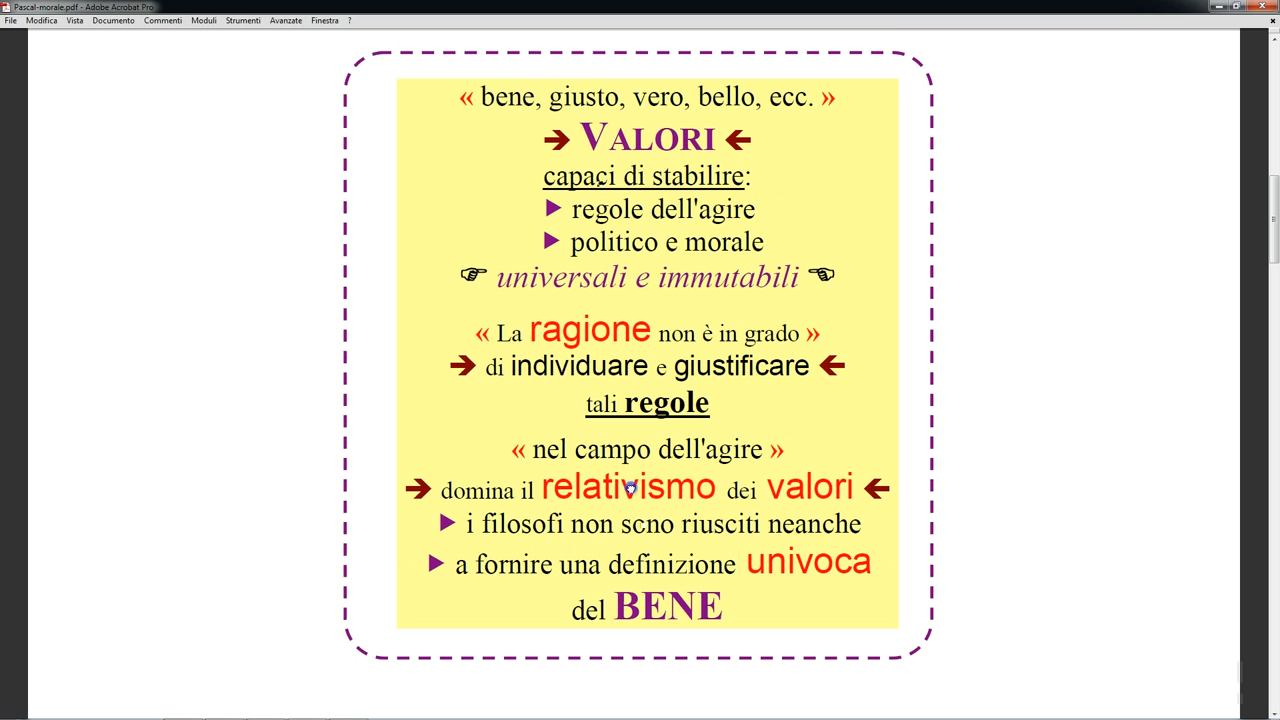 Pascal-morale.pdf - Adobe Acrobat Pro
File Modifica Vista Documento Commenti Moduli Strumenti Avanzate Finestra ?
« bene, giusto, vero, bello, ecc. »
➔ VALORI ➔
capaci di stabilire:
► regole dell'agire
► politico e morale
☞ universali e immutabili ☜
« La ragione non è in grado »
➔ di individuare e giustificare ➔
tali regole
« nel campo dell'agire »
➔ domina il relativismo dei valori ➔
► i filosofi non sono riusciti neanche
► a fornire una definizione univoca
del BENE